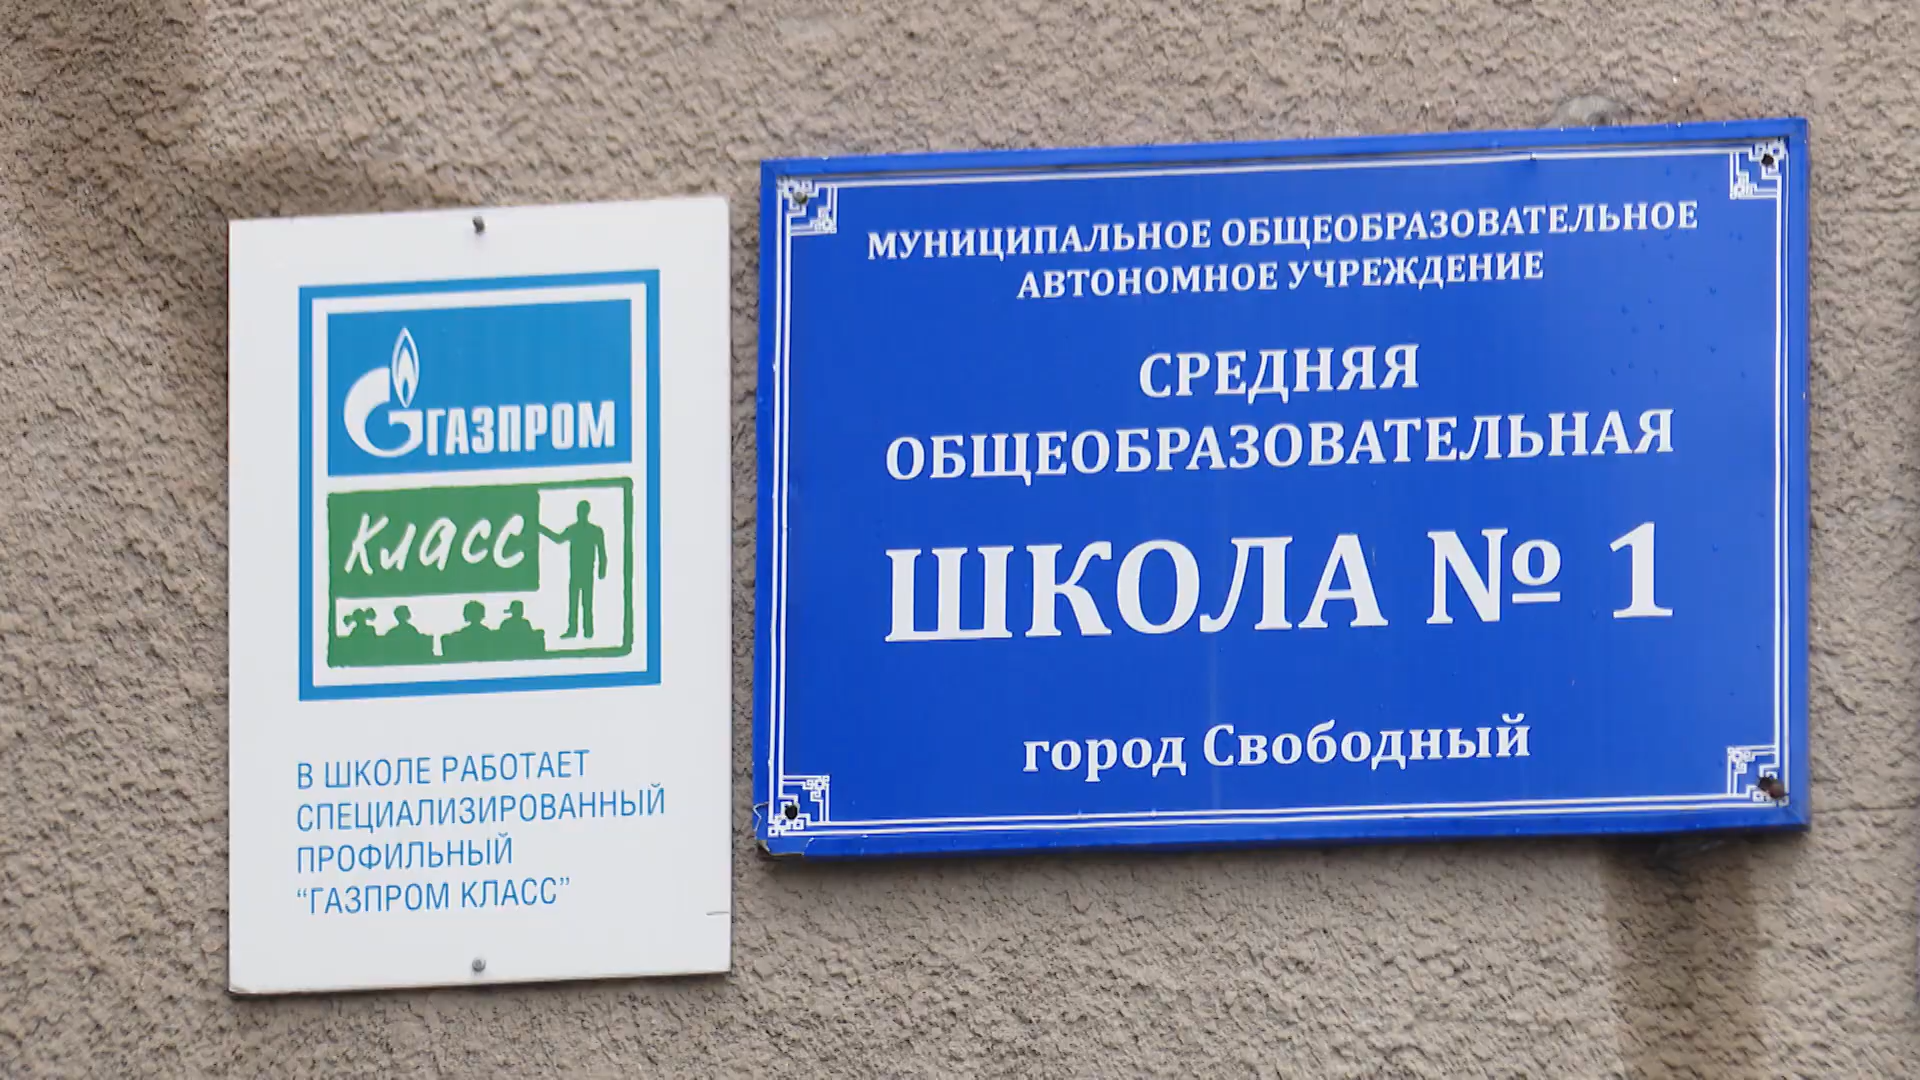 ГАЗПРОМ
класс
В ШКОЛЕ РАБОТАЕТ
СПЕЦИАЛИЗИРОВАННЫЙ
ПРОФИЛЬНЫЙ
“ГАЗПРОМ КЛАСС”
МУНИЦИПАЛЬНОЕ ОБЩЕОБРАЗОВАТЕЛЬНОЕ
АВТОНОМНОЕ УЧРЕЖДЕНИЕ
СРЕДНЯЯ
ОБЩЕОБРАЗОВАТЕЛЬНАЯ
ШКОЛА № 1
город Свободный